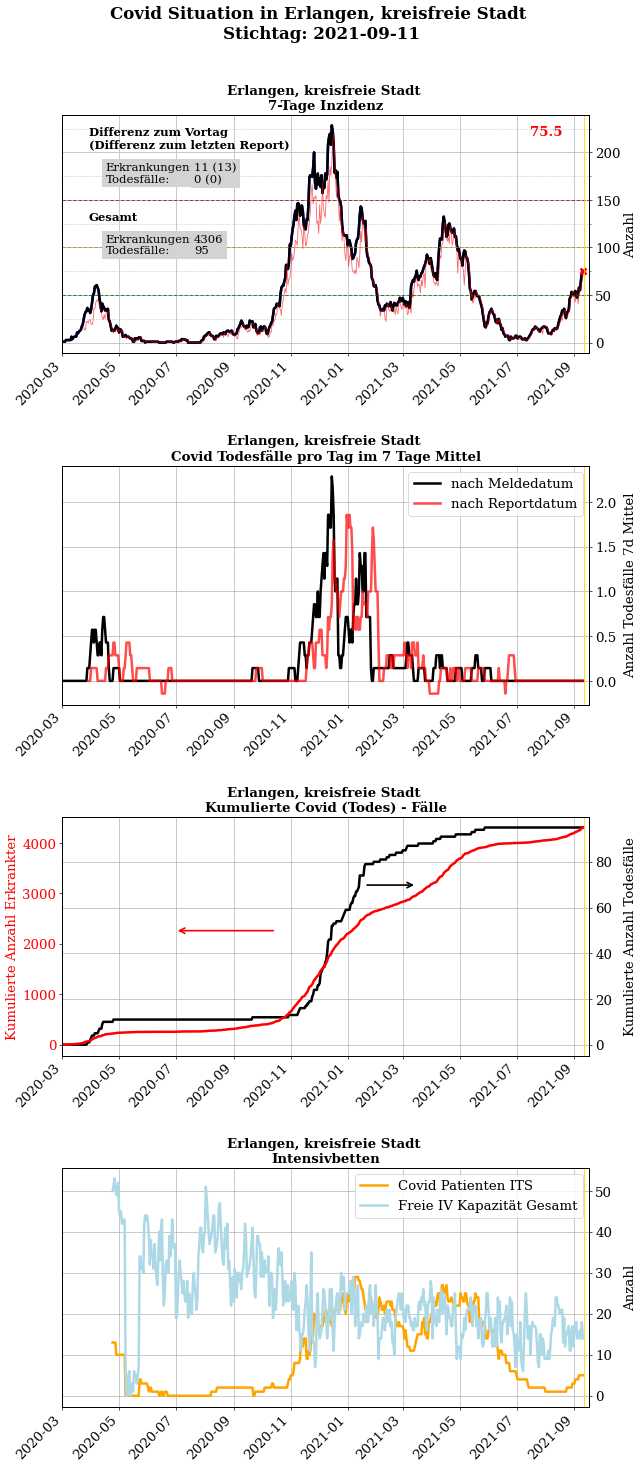 Covid Situation in Erlangen, kreisfreie Stadt
Stichtag: 2021-09-11
Erlangen, kreisfreie Stadt
7-Tage Inzidenz
Differenz zum Vortag
(Differenz zum letzten Report)
Erkrankungen 11 (13)
Todesfälle: 0 (0)
Gesamt
Erkrankungen 4306
Todesfälle: 95
75.5
200
150
100
50
0
Anzahl
2020-03 2020-05 2020-07 2020-09 2020-11 2021-01 2021-03 2021-05 2021-07 2021-09
Erlangen, kreisfreie Stadt
Covid Todesfälle pro Tag im 7 Tage Mittel
nach Meldedatum
nach Reportdatum
2.0
1.5
1.0
0.5
0.0
Anzahl Todesfälle 7d Mittel
2020-03 2020-05 2020-07 2020-09 2020-11 2021-01 2021-03 2021-05 2021-07 2021-09
Erlangen, kreisfreie Stadt
Kumulierte Covid (Todes) - Fälle
Kumulierte Anzahl Erkrankter
4000
3000
2000
1000
0
80
60
40
20
0
Kumulierte Anzahl Todesfälle
2020-03 2020-05 2020-07 2020-09 2020-11 2021-01 2021-03 2021-05 2021-07 2021-09
Erlangen, kreisfreie Stadt
Intensivbetten
Covid Patienten ITS
Freie IV Kapazität Gesamt
50
40
30
20
10
0
Anzahl
2020-03 2020-05 2020-07 2020-09 2020-11 2021-01 2021-03 2021-05 2021-07 2021-09